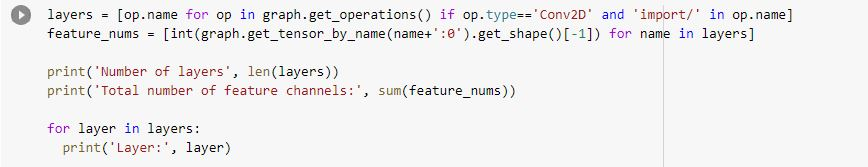 layers = [op.name for op in graph.get_operations() if op.type=='Conv2D' and 'import/' in op.name]
feature_nums = [int(graph.get_tensor_by_name(name+':0').get_shape()[-1]) for name in layers]

print('Number of layers', len(layers))
print('Total number of feature channels:', sum(feature_nums))

for layer in layers:
  print('Layer:', layer)